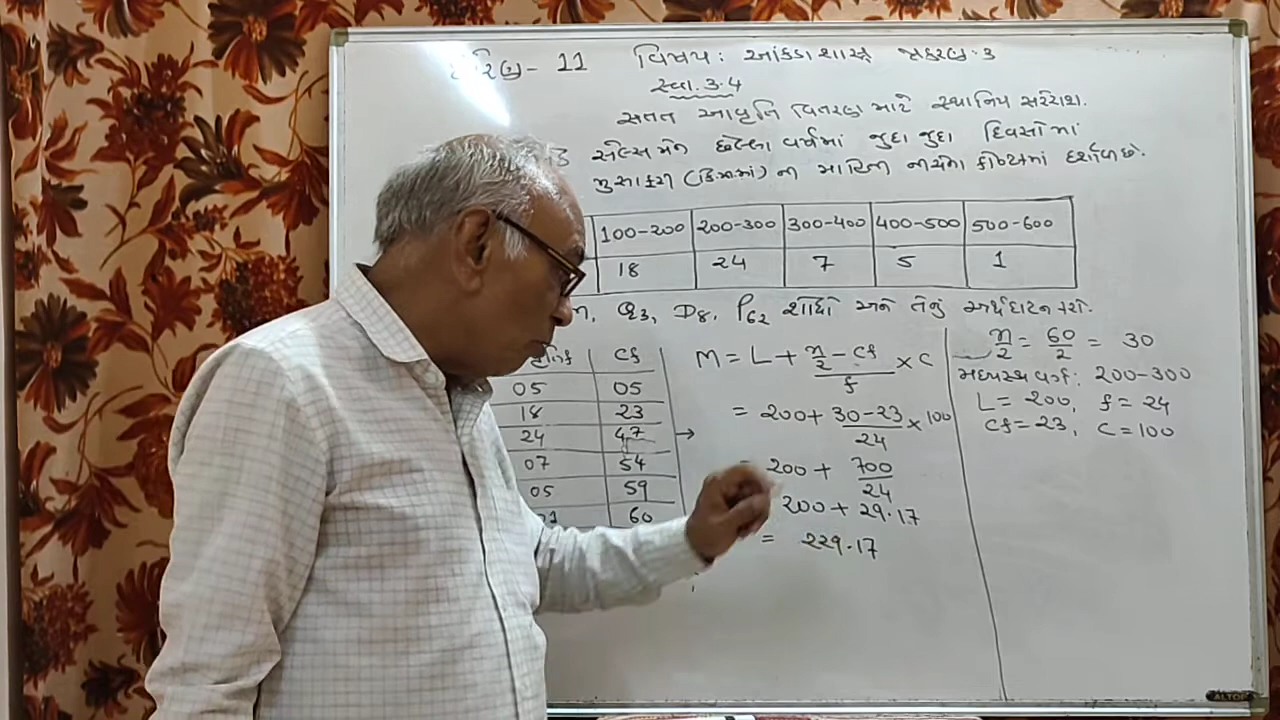 - 11 વિષય: આંકડાશાસ્ત્ર પ્રકરણ: 3
સ્વા. 3.4
સતત આવૃત્તિ વિતરણ માટે સ્થાનિય સરેરાશ.
સેલ્સમેને છેલ્લા વર્ષમાં જુદા જુદા દિવસોમાં
મુસાફરી (કિ.મી.માં) ની માહિતી નીચેના કોષ્ટકમાં દર્શાવી છે.
100-200 200-300 300-400 400-500 500-600
18 24 7 5 1
Q3, D8, P62 શોધો અને તેનું અર્થઘટન કરો.
cf
05 05
18 23
24 47 →
07 54
05 59
01 60
M = L + n/2 - cf / f × C
= 200 + 30-23 / 24 × 100
= 200 + 700 / 24
200 + 29.17
= 229.17
n/2 = 60/2 = 30
મધ્યસ્થ વર્ગ: 200-300
L = 200, f = 24
cf = 23, C = 100
ALTOP